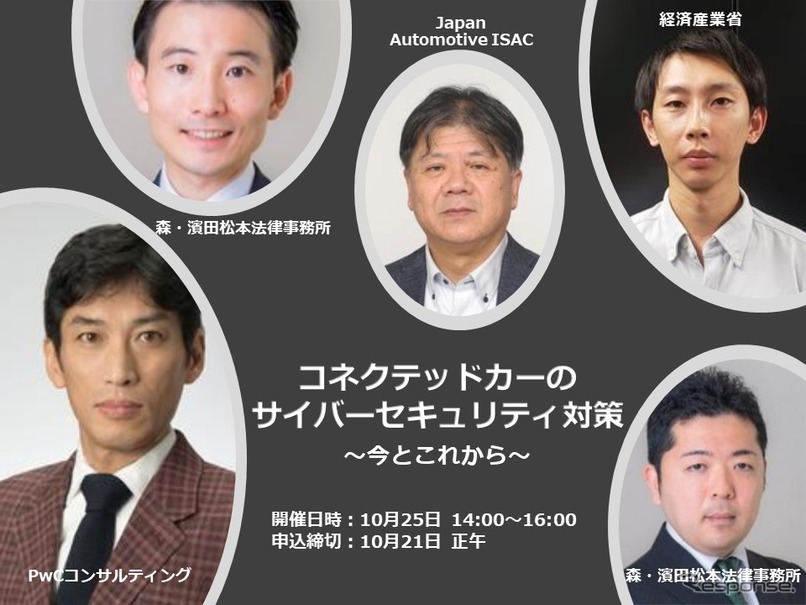 Japan
Automotive ISAC
経済産業省
森・濱田松本法律事務所
コネクテッドカーの
サイバーセキュリティ対策
～今とこれから～
開催日時：10月25日 14:00～16:00
申込締切：10月21日 正午
PwCコンサルティング
森・濱田松本法律事務所
Response.